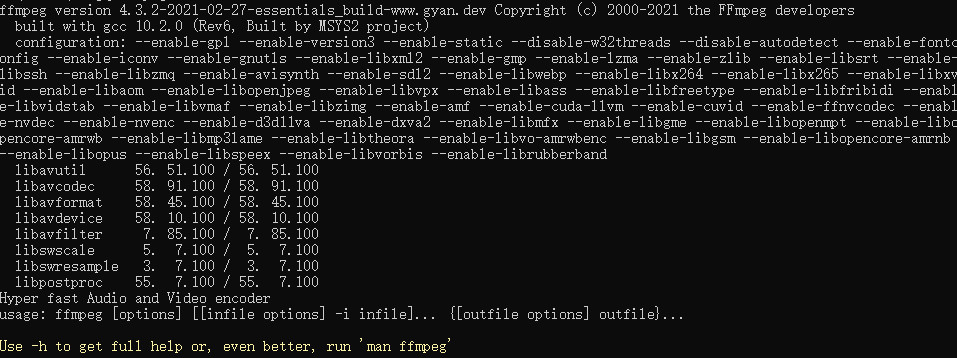 ffmpeg version 4.3.2-2021-02-27-essentials_build-www.gyan.dev Copyright (c) 2000-2021 the FFmpeg developers
built with gcc 10.2.0 (Rev6, Built by MSYS2 project)
configuration: --enable-gpl --enable-version3 --enable-static --disable-w32threads --disable-autodetect --enable-fontc
onfig --enable-iconv --enable-gnutls --enable-libxml2 --enable-gmp --enable-lzma --enable-zlib --enable-libsrt --enable-
libssh --enable-libzmq --enable-avisynth --enable-sdl2 --enable-libwebp --enable-libx264 --enable-libx265 --enable-libxv
id --enable-libaom --enable-libopenjpeg --enable-libvpx --enable-libass --enable-libfreetype --enable-libfribidi --enabl
e-libvidstab --enable-libvmaf --enable-libzimg --enable-amf --enable-cuda-llvm --enable-cuvid --enable-ffnvcodec --enabl
e-nvdec --enable-nvenc --enable-d3d11va --enable-dxva2 --enable-libmfx --enable-libgme --enable-libopenmpt --enable-libo
pencore-amrwb --enable-libmp3lame --enable-libtheora --enable-libvo-amrwbenc --enable-libgsm --enable-libopencore-amrnb
--enable-libopus --enable-libspeex --enable-libvorbis --enable-librubberband
libavutil 56. 51.100 / 56. 51.100
libavcodec 58. 91.100 / 58. 91.100
libavformat 58. 45.100 / 58. 45.100
libavdevice 58. 10.100 / 58. 10.100
libavfilter 7. 85.100 / 7. 85.100
libswscale 5. 7.100 / 5. 7.100
libswresample 3. 7.100 / 3. 7.100
libpostproc 55. 7.100 / 55. 7.100
Hyper fast Audio and Video encoder
usage: ffmpeg [options] [[infile options] -i infile]... {[outfile options] outfile}...
Use -h to get full help or, even better, run 'man ffmpeg'